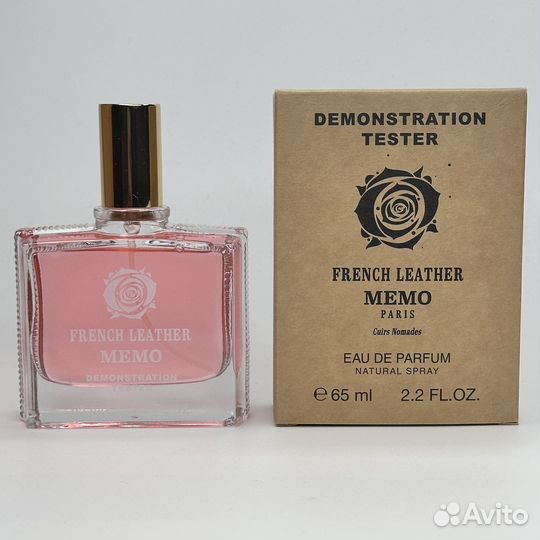 FRENCH LEATHER
MEMO
DEMONSTRATION
TESTER
DEMONSTRATION
TESTER
FRENCH LEATHER
MEMO
PARIS
Cuirs Nomades
EAU DE PARFUM
NATURAL SPRAY
℮ 65 ml 2.2 FL.OZ.
Avito